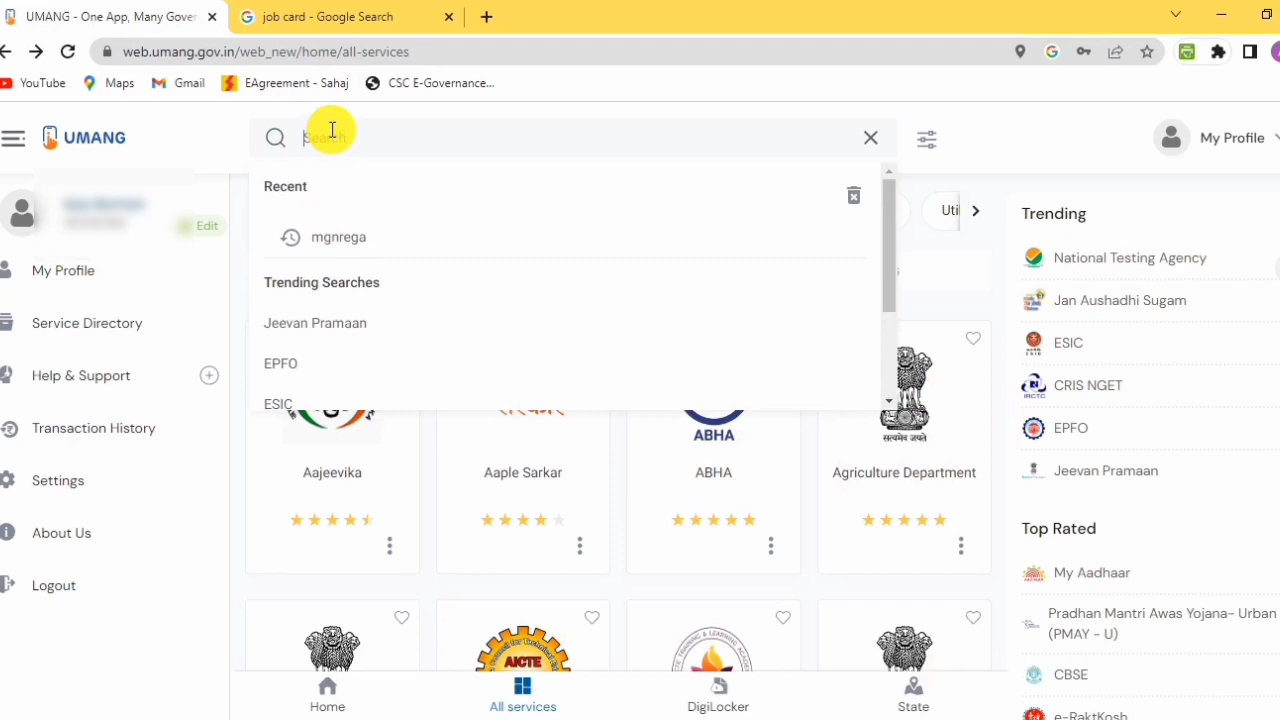 UMANG - One App, Many Gover
job card - Google Search
web.umang.gov.in/web_new/home/all-services
YouTube
Maps
Gmail
EAgreement - Sahaj
CSC E-Governance...
UMANG
Search
My Profile
Recent
mgnrega
Trending Searches
Jeevan Pramaan
EPFO
ESIC
Edit
My Profile
Service Directory
Help & Support
Transaction History
Settings
About Us
Logout
Uti
ABHA
सत्यमेव जयते
Aajeevika
Aaple Sarkar
ABHA
Agriculture Department
AICTE
Home
All services
DigiLocker
State
Trending
National Testing Agency
Jan Aushadhi Sugam
ESIC
CRIS NGET
IRCTC
EPFO
Jeevan Pramaan
Top Rated
My Aadhaar
Pradhan Mantri Awas Yojana- Urban
(PMAY - U)
CBSE
e-RaktKosh